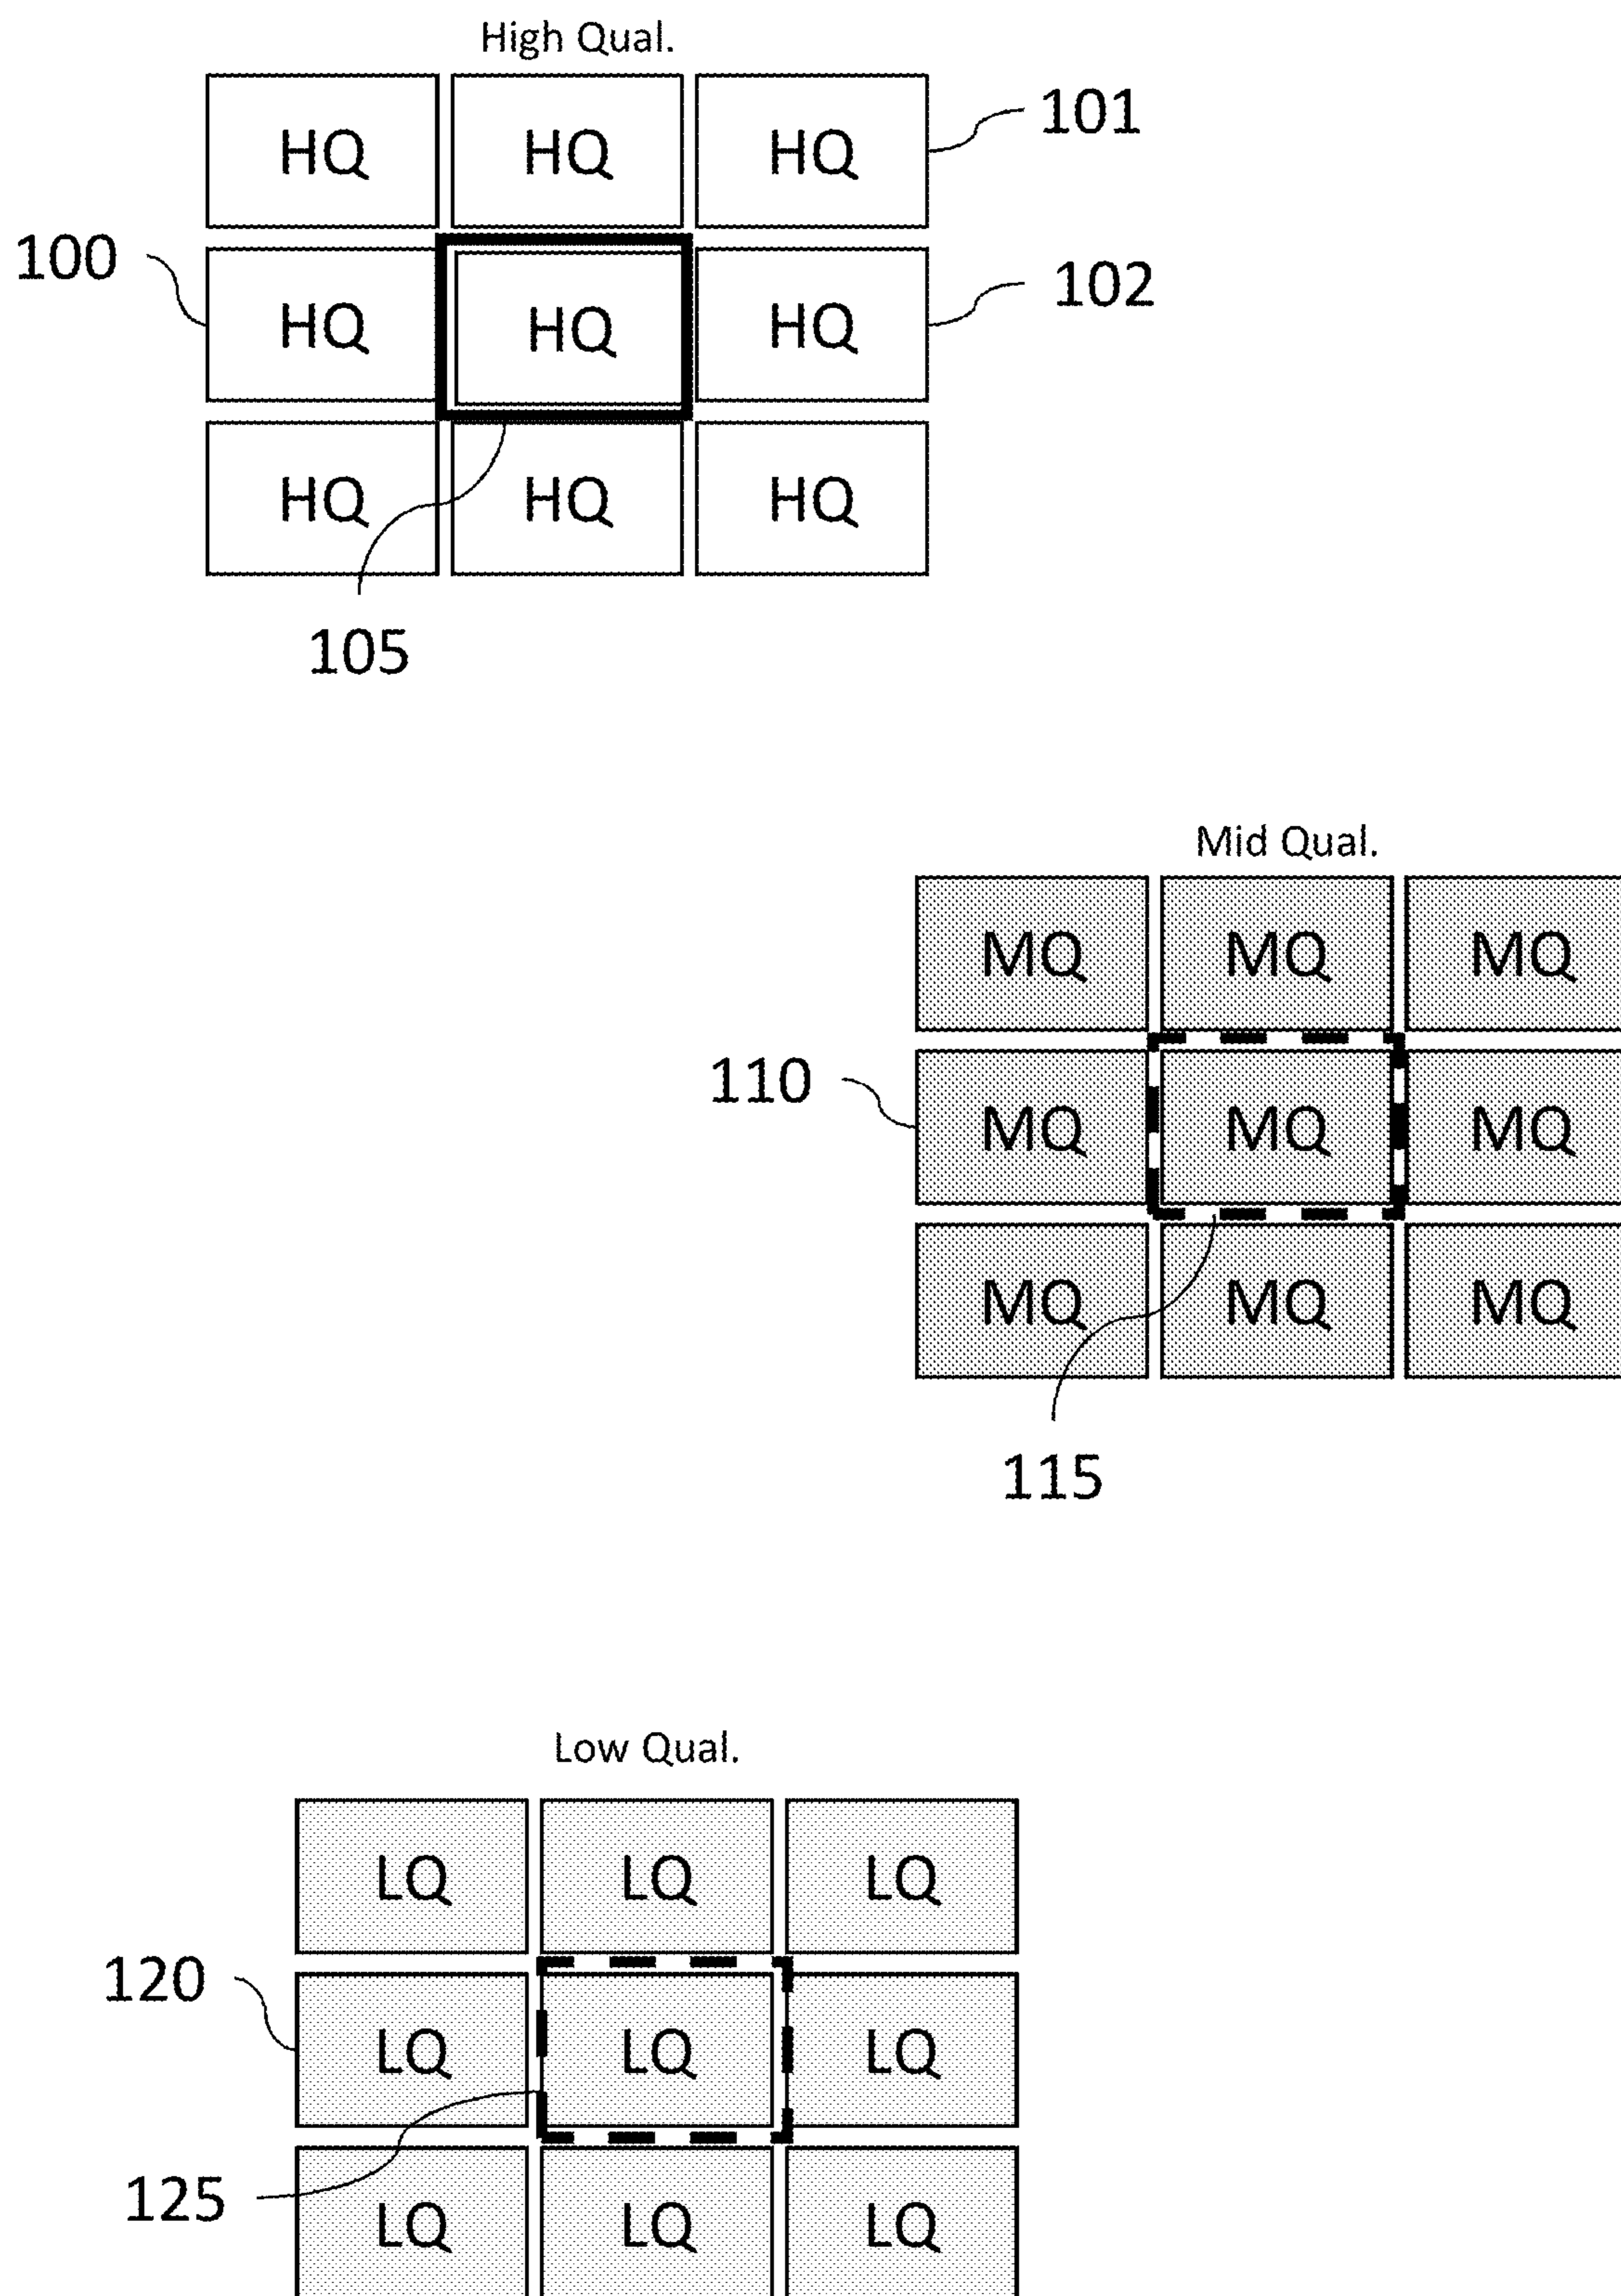 High Qual.
HQ HQ HQ 101
100 HQ HQ HQ 102
HQ HQ HQ
105
Mid Qual.
MQ MQ MQ
110 MQ MQ MQ
MQ MQ MQ
115
Low Qual.
LQ LQ LQ
120 LQ LQ LQ
125 LQ LQ LQ